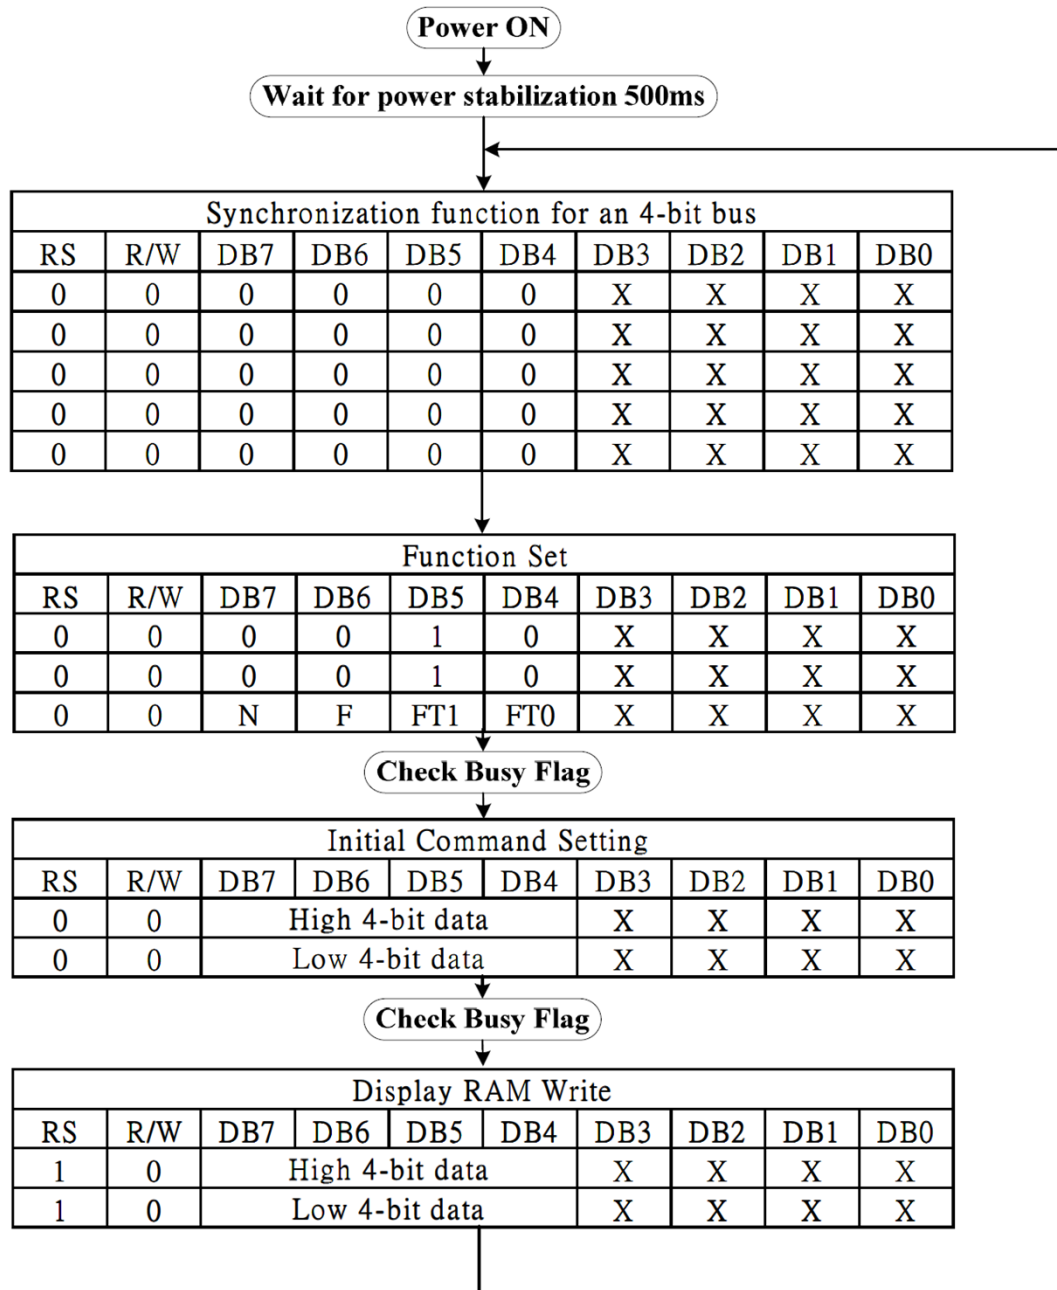 Power ON
Wait for power stabilization 500ms
Synchronization function for an 4-bit bus
RS R/W DB7 DB6 DB5 DB4 DB3 DB2 DB1 DB0
0 0 0 0 0 0 X X X X
0 0 0 0 0 0 X X X X
0 0 0 0 0 0 X X X X
0 0 0 0 0 0 X X X X
0 0 0 0 0 0 X X X X
Function Set
RS R/W DB7 DB6 DB5 DB4 DB3 DB2 DB1 DB0
0 0 0 0 1 0 X X X X
0 0 0 0 1 0 X X X X
0 0 N F FT1 FT0 X X X X
Check Busy Flag
Initial Command Setting
RS R/W DB7 DB6 DB5 DB4 DB3 DB2 DB1 DB0
0 0 High 4-bit data X X X X
0 0 Low 4-bit data X X X X
Check Busy Flag
Display RAM Write
RS R/W DB7 DB6 DB5 DB4 DB3 DB2 DB1 DB0
1 0 High 4-bit data X X X X
1 0 Low 4-bit data X X X X